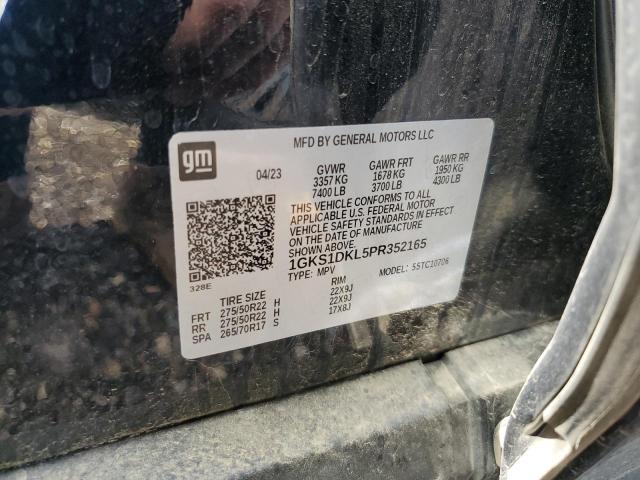 gm
MFD BY GENERAL MOTORS LLC
04/23
GVWR GAWR FRT GAWR RR
3357 KG 1678 KG 1950 KG
7400 LB 3700 LB 4300 LB
THIS VEHICLE CONFORMS TO ALL
APPLICABLE U.S. FEDERAL MOTOR
VEHICLE SAFETY STANDARDS IN EFFECT
ON THE DATE OF MANUFACTURE
SHOWN ABOVE.
1GKS1DKL5PR352165
TYPE: MPV MODEL: 55TC10706
328E
TIRE SIZE RIM
FRT 275/50R22 H 22X9J
RR 275/50R22 H 22X9J
SPA 265/70R17 S 17X8J